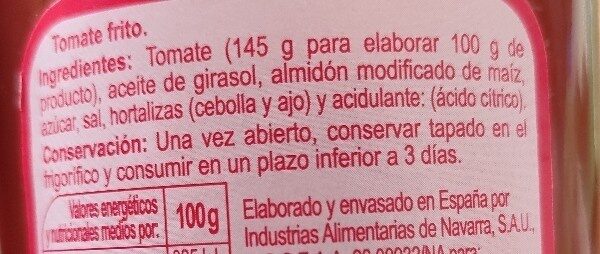 Tomate frito.
Ingredientes: Tomate (145 g para elaborar 100 g de
producto), aceite de girasol, almidón modificado de maíz,
azúcar, sal, hortalizas (cebolla y ajo) y acidulante: (ácido cítrico).
Conservación: Una vez abierto, conservar tapado en el
frigorífico y consumir en un plazo inferior a 3 días.
Valores energéticos
y nutricionales medios por:
100g
Elaborado y envasado en España por
Industrias Alimentarias de Navarra, S.A.U.,